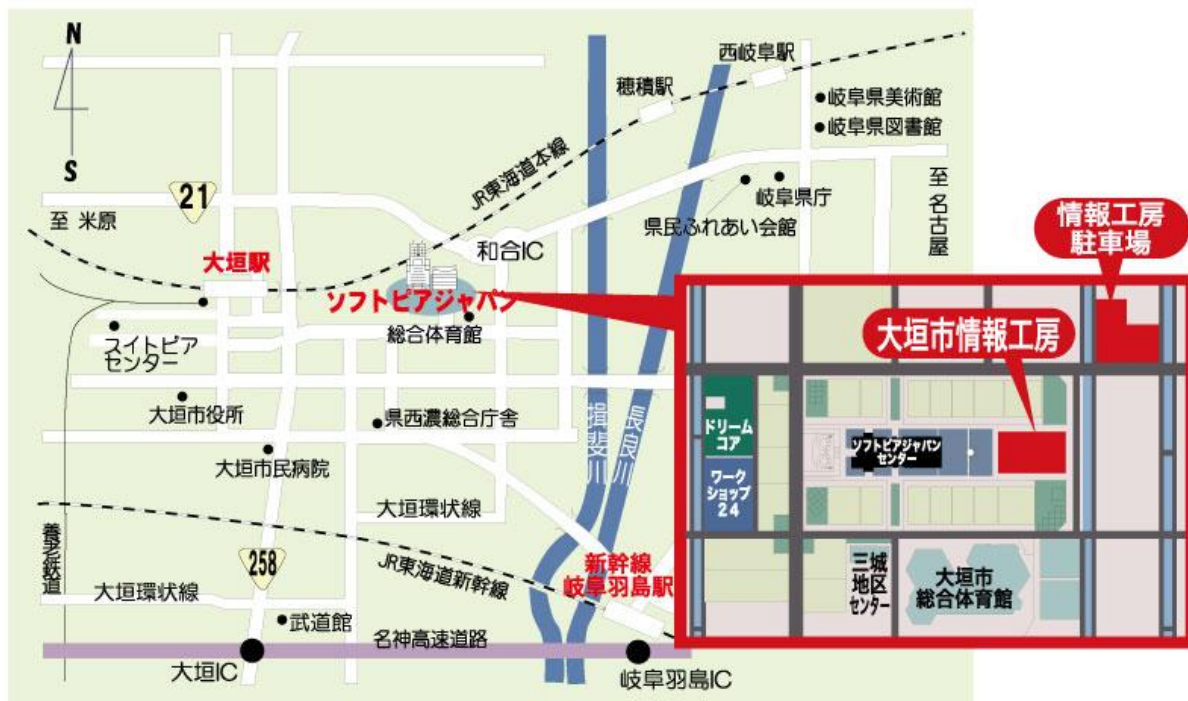 N
S
西岐阜駅
穂積駅
岐阜県美術館
岐阜県図書館
JR東海道本線
21
至 米原
岐阜県庁
県民ふれあい会館
至 名古屋
和合IC
大垣駅
ソフトピアジャパン
総合体育館
スイトピア
センター
大垣市役所
県西濃総合庁舎
大垣市民病院
揖斐川
長良川
大垣環状線
養老鉄道
258
JR東海道新幹線
新幹線
岐阜羽島駅
大垣環状線
武道館
名神高速道路
大垣IC
岐阜羽島IC
情報工房
駐車場
大垣市情報工房
ドリーム
コア
ソフトピアジャパン
センター
ワーク
ショップ
24
三城
地区
センター
大垣市
総合体育館